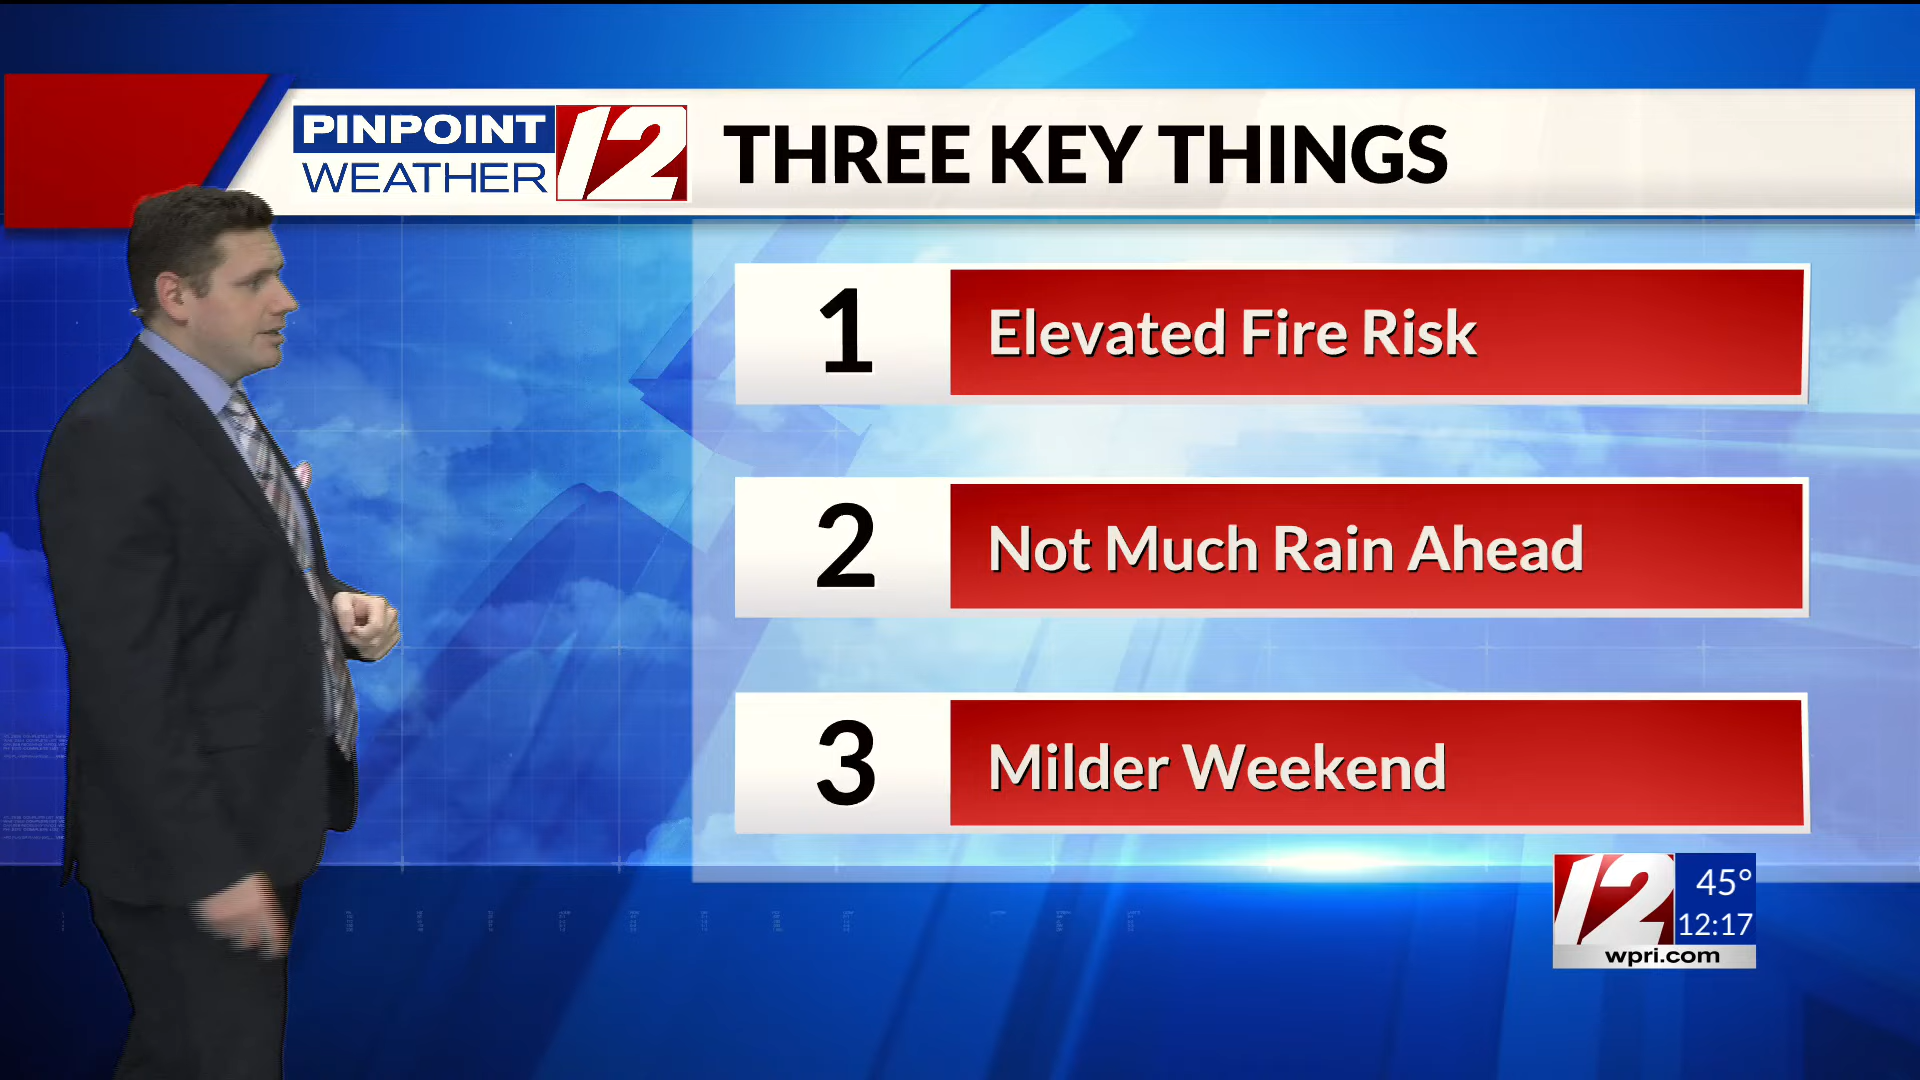 PINPOINT
WEATHER
12
THREE KEY THINGS
1
Elevated Fire Risk
2
Not Much Rain Ahead
3
Milder Weekend
12
45°
12:17
wpri.com